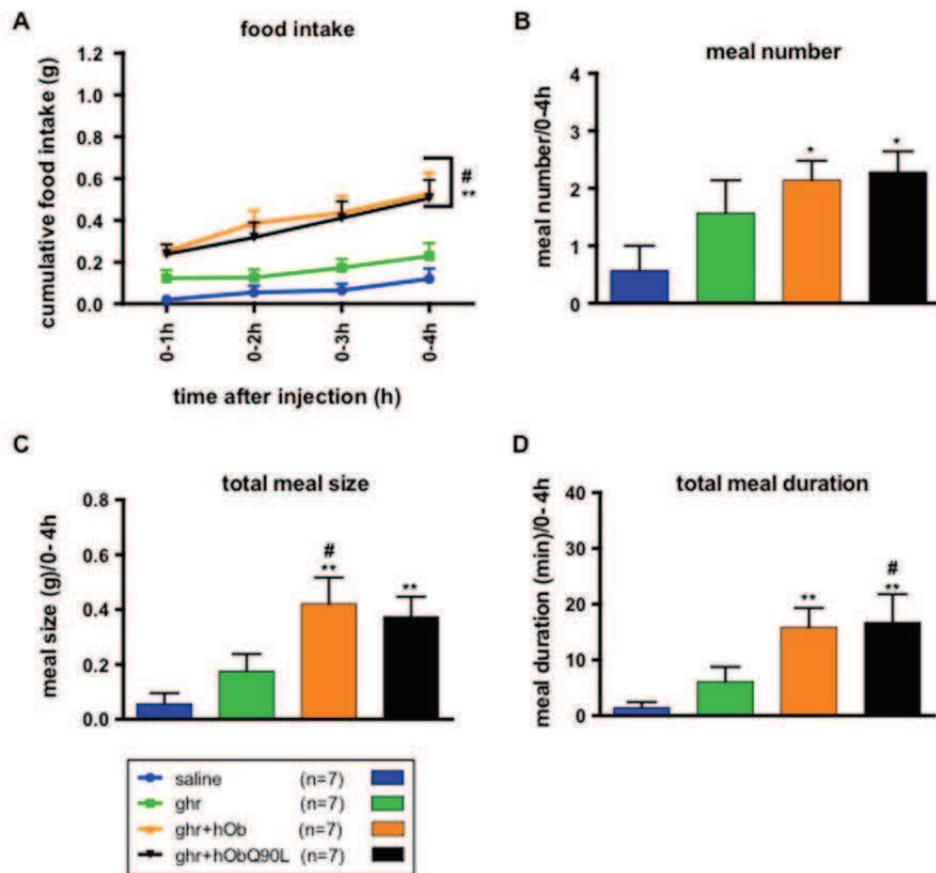 A
food intake
cumulative food intake (g)
1.2
1.0
0.8
0.6
0.4
0.2
0.0
#
**
0-1h
0-2h
0-3h
0-4h
time after injection (h)
B
meal number
meal number/0-4h
4
3
2
1
0
*
*
C
total meal size
meal size (g)/0-4h
0.8
0.6
0.4
0.2
0.0
#
**
**
D
total meal duration
meal duration (min)/0-4h
40
30
20
10
0
**
#
**
saline (n=7)
ghr (n=7)
ghr+hOb (n=7)
ghr+hObQ90L (n=7)